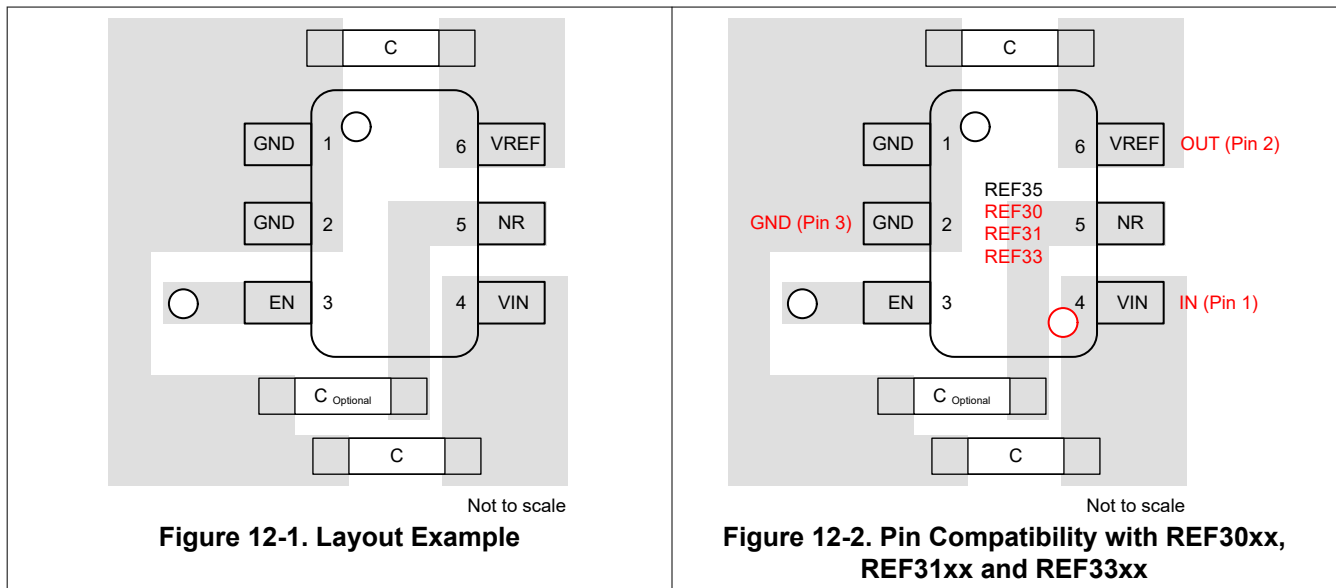 C
GND 1 6 VREF
GND 2 5 NR
EN 3 4 VIN
C Optional
C
Not to scale
Figure 12-1. Layout Example
C
GND 1 6 VREF OUT (Pin 2)
REF35
GND (Pin 3) GND 2 REF30 5 NR
REF31
REF33
EN 3 4 VIN IN (Pin 1)
C Optional
C
Not to scale
Figure 12-2. Pin Compatibility with REF30xx,
REF31xx and REF33xx